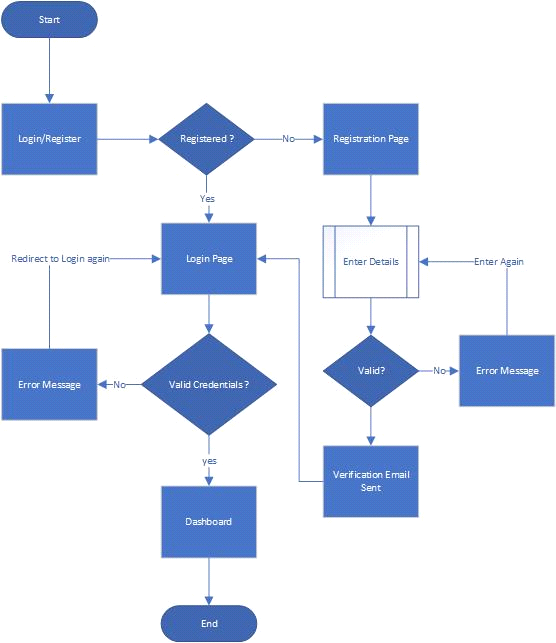 Start
Login/Register
Registered ?
No
Registration Page
Yes
Redirect to Login again
Login Page
Enter Details
Enter Again
Error Message
No
Valid Credentials ?
Valid?
No
Error Message
yes
Verification Email
Sent
Dashboard
End